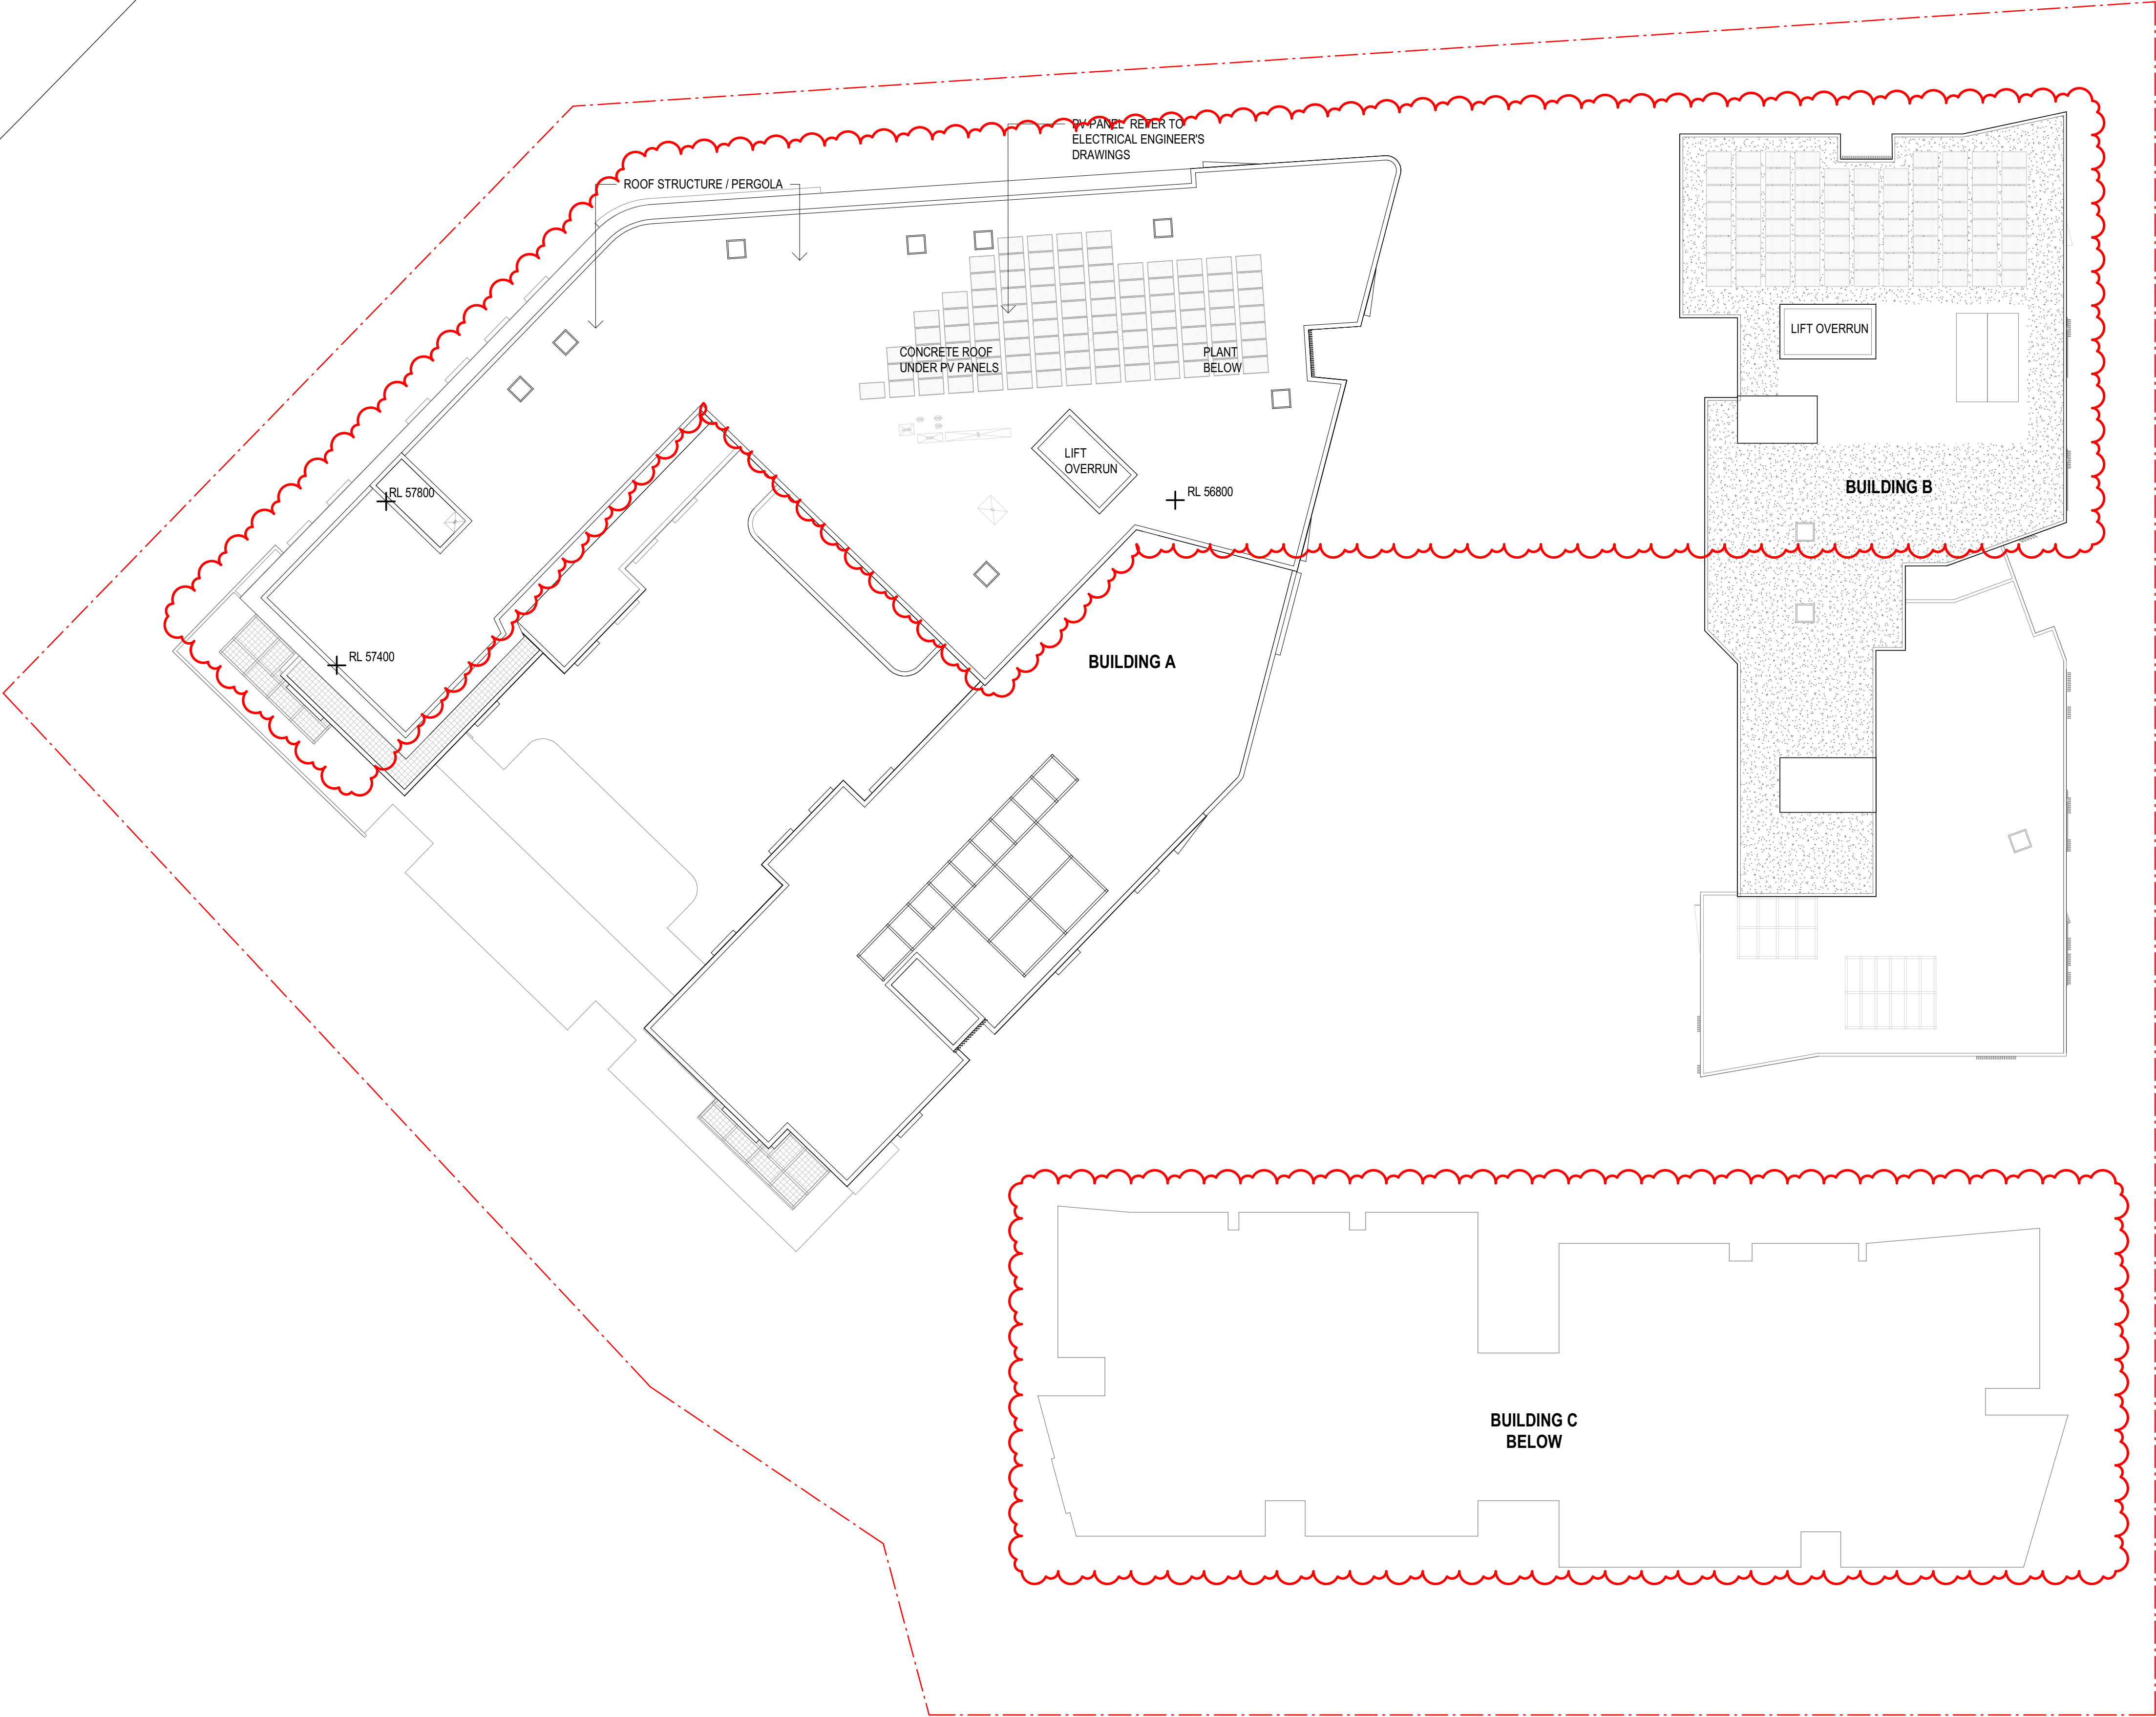 PV PANEL REFER TO
ELECTRICAL ENGINEER'S
DRAWINGS
ROOF STRUCTURE / PERGOLA
LIFT OVERRUN
CONCRETE ROOF
UNDER PV PANELS
PLANT
BELOW
LIFT
OVERRUN
RL 57800
RL 56800
BUILDING B
RL 57400
BUILDING A
BUILDING C
BELOW